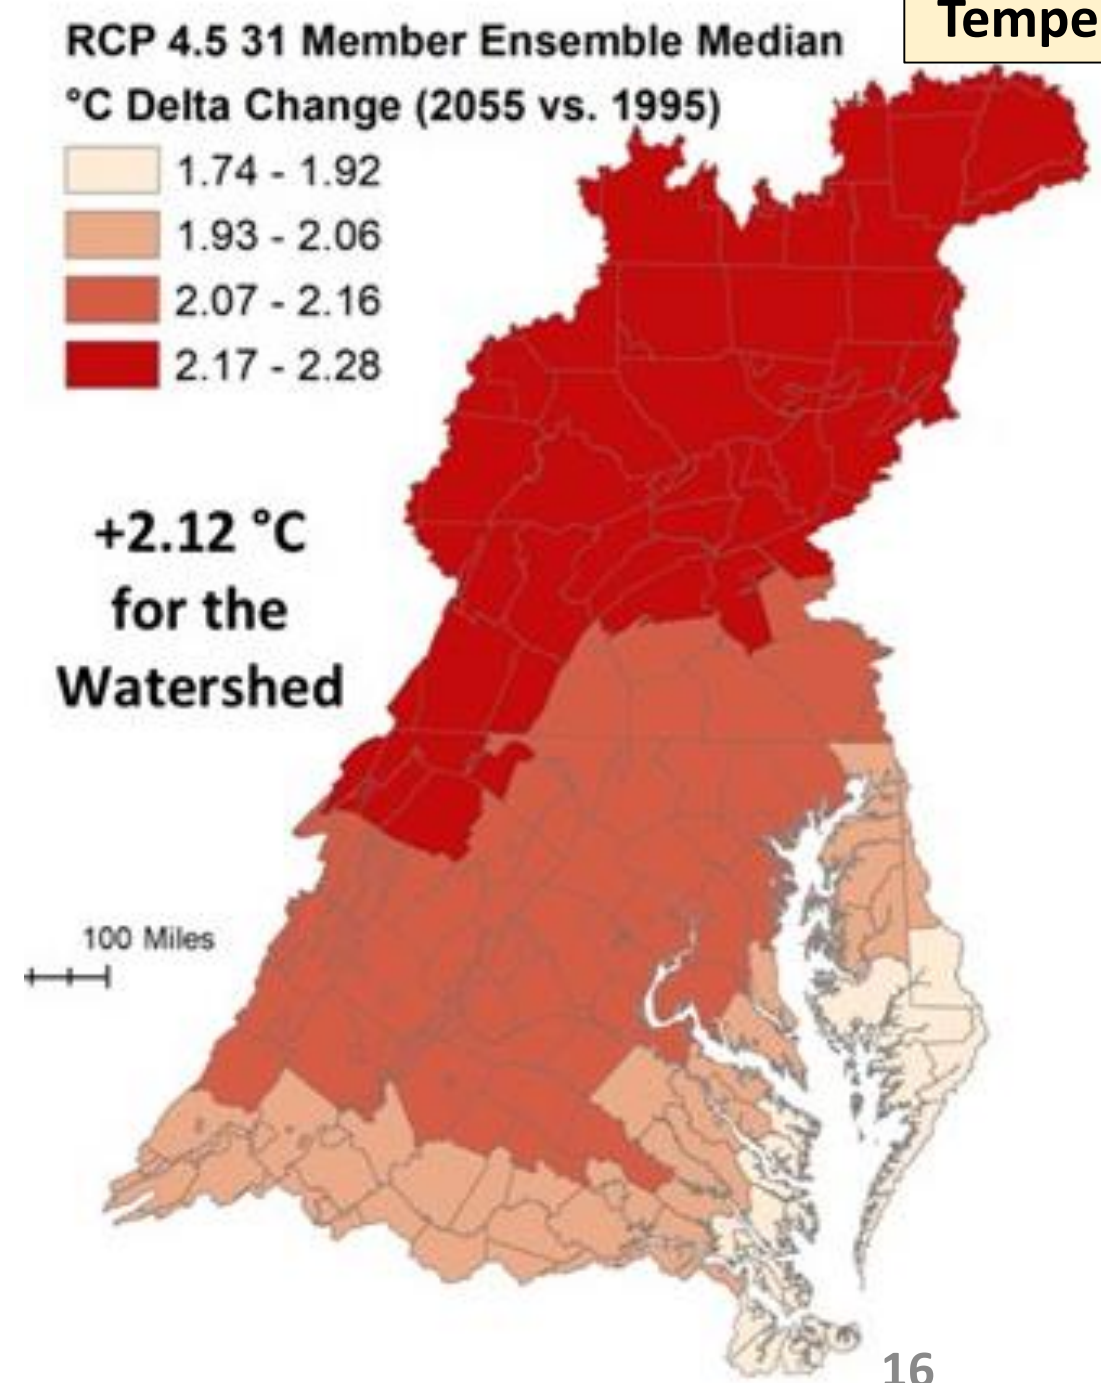 Tempe
RCP 4.5 31 Member Ensemble Median
°C Delta Change (2055 vs. 1995)
1.74 - 1.92
1.93 - 2.06
2.07 - 2.16
2.17 - 2.28
+2.12 °C
for the
Watershed
100 Miles
16